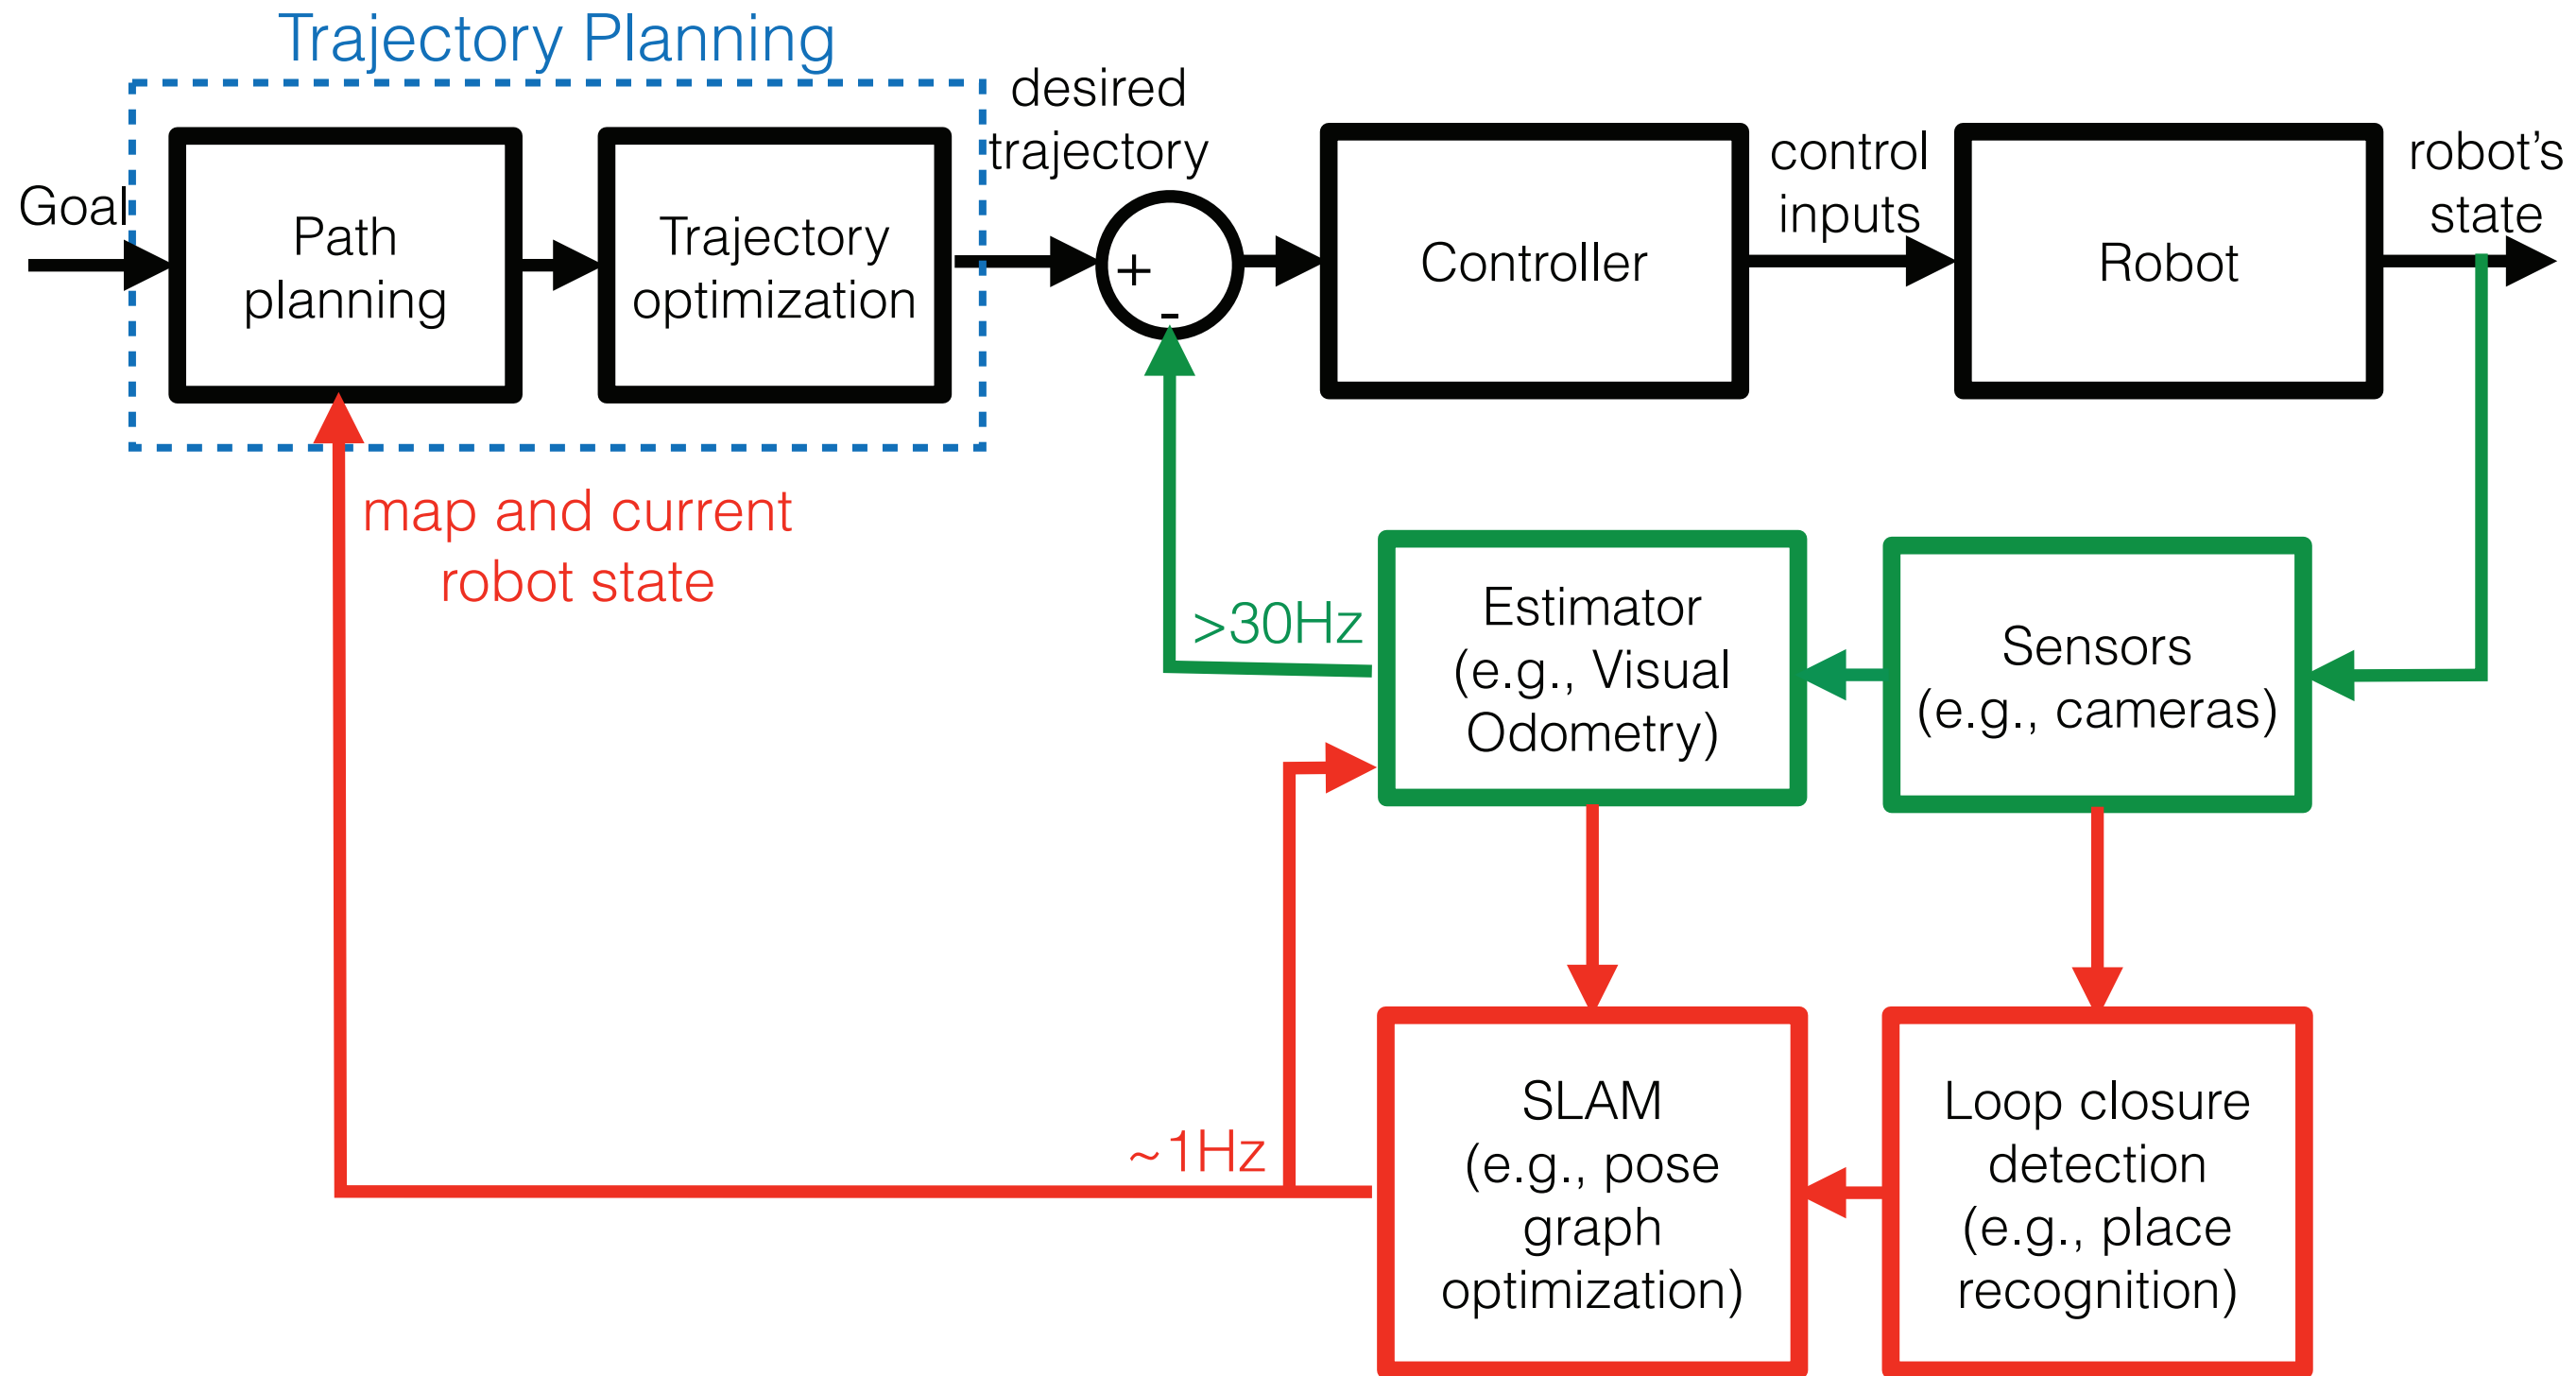 Trajectory Planning
Goal
Path
planning
Trajectory
optimization
desired
trajectory
+
-
Controller
control
inputs
Robot
robot’s
state
map and current
robot state
>30Hz
Estimator
(e.g., Visual
Odometry)
Sensors
(e.g., cameras)
~1Hz
SLAM
(e.g., pose
graph
optimization)
Loop closure
detection
(e.g., place
recognition)